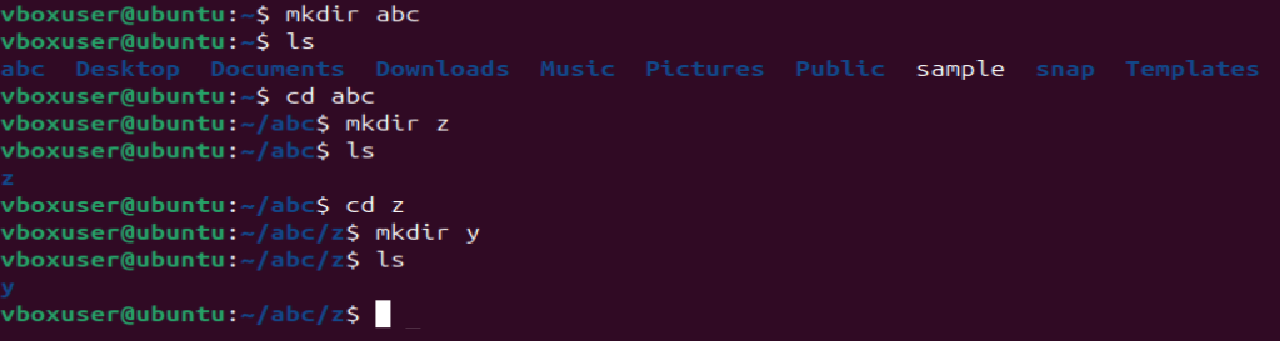 vboxuser@ubuntu:~$ mkdir abc
vboxuser@ubuntu:~$ ls
abc  Desktop  Documents  Downloads  Music  Pictures  Public  sample  snap  Templates
vboxuser@ubuntu:~$ cd abc
vboxuser@ubuntu:~/abc$ mkdir z
vboxuser@ubuntu:~/abc$ ls
z
vboxuser@ubuntu:~/abc$ cd z
vboxuser@ubuntu:~/abc/z$ mkdir y
vboxuser@ubuntu:~/abc/z$ ls
y
vboxuser@ubuntu:~/abc/z$